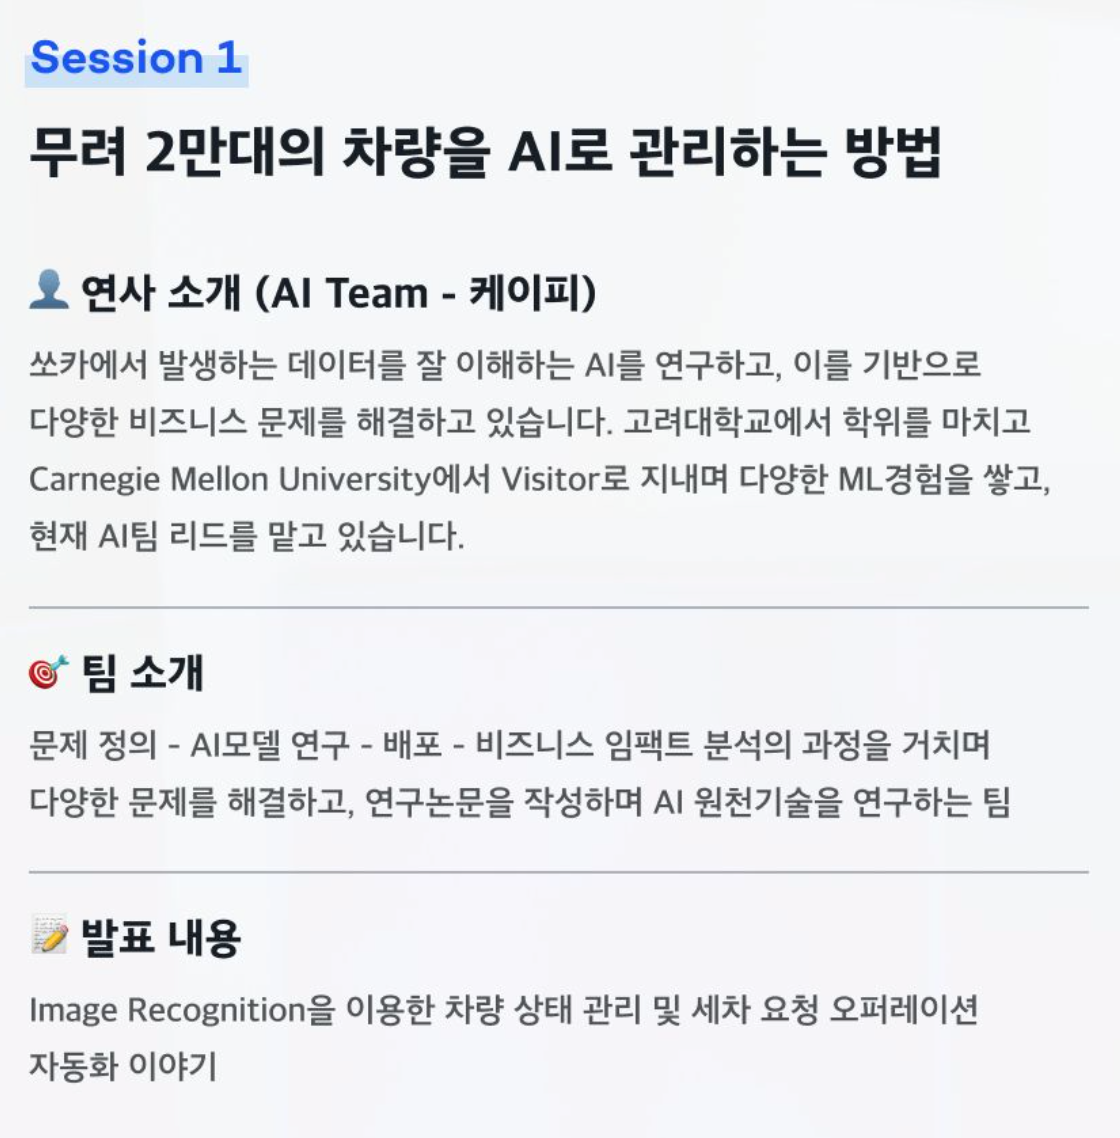 Session 1
무려 2만대의 차량을 AI로 관리하는 방법
👤 연사 소개 (AI Team - 케이피)
쏘카에서 발생하는 데이터를 잘 이해하는 AI를 연구하고, 이를 기반으로
다양한 비즈니스 문제를 해결하고 있습니다. 고려대학교에서 학위를 마치고
Carnegie Mellon University에서 Visitor로 지내며 다양한 ML경험을 쌓고,
현재 AI팀 리드를 맡고 있습니다.
🎯 팀 소개
문제 정의 - AI모델 연구 - 배포 - 비즈니스 임팩트 분석의 과정을 거치며
다양한 문제를 해결하고, 연구논문을 작성하며 AI 원천기술을 연구하는 팀
📝 발표 내용
Image Recognition을 이용한 차량 상태 관리 및 세차 요청 오퍼레이션
자동화 이야기